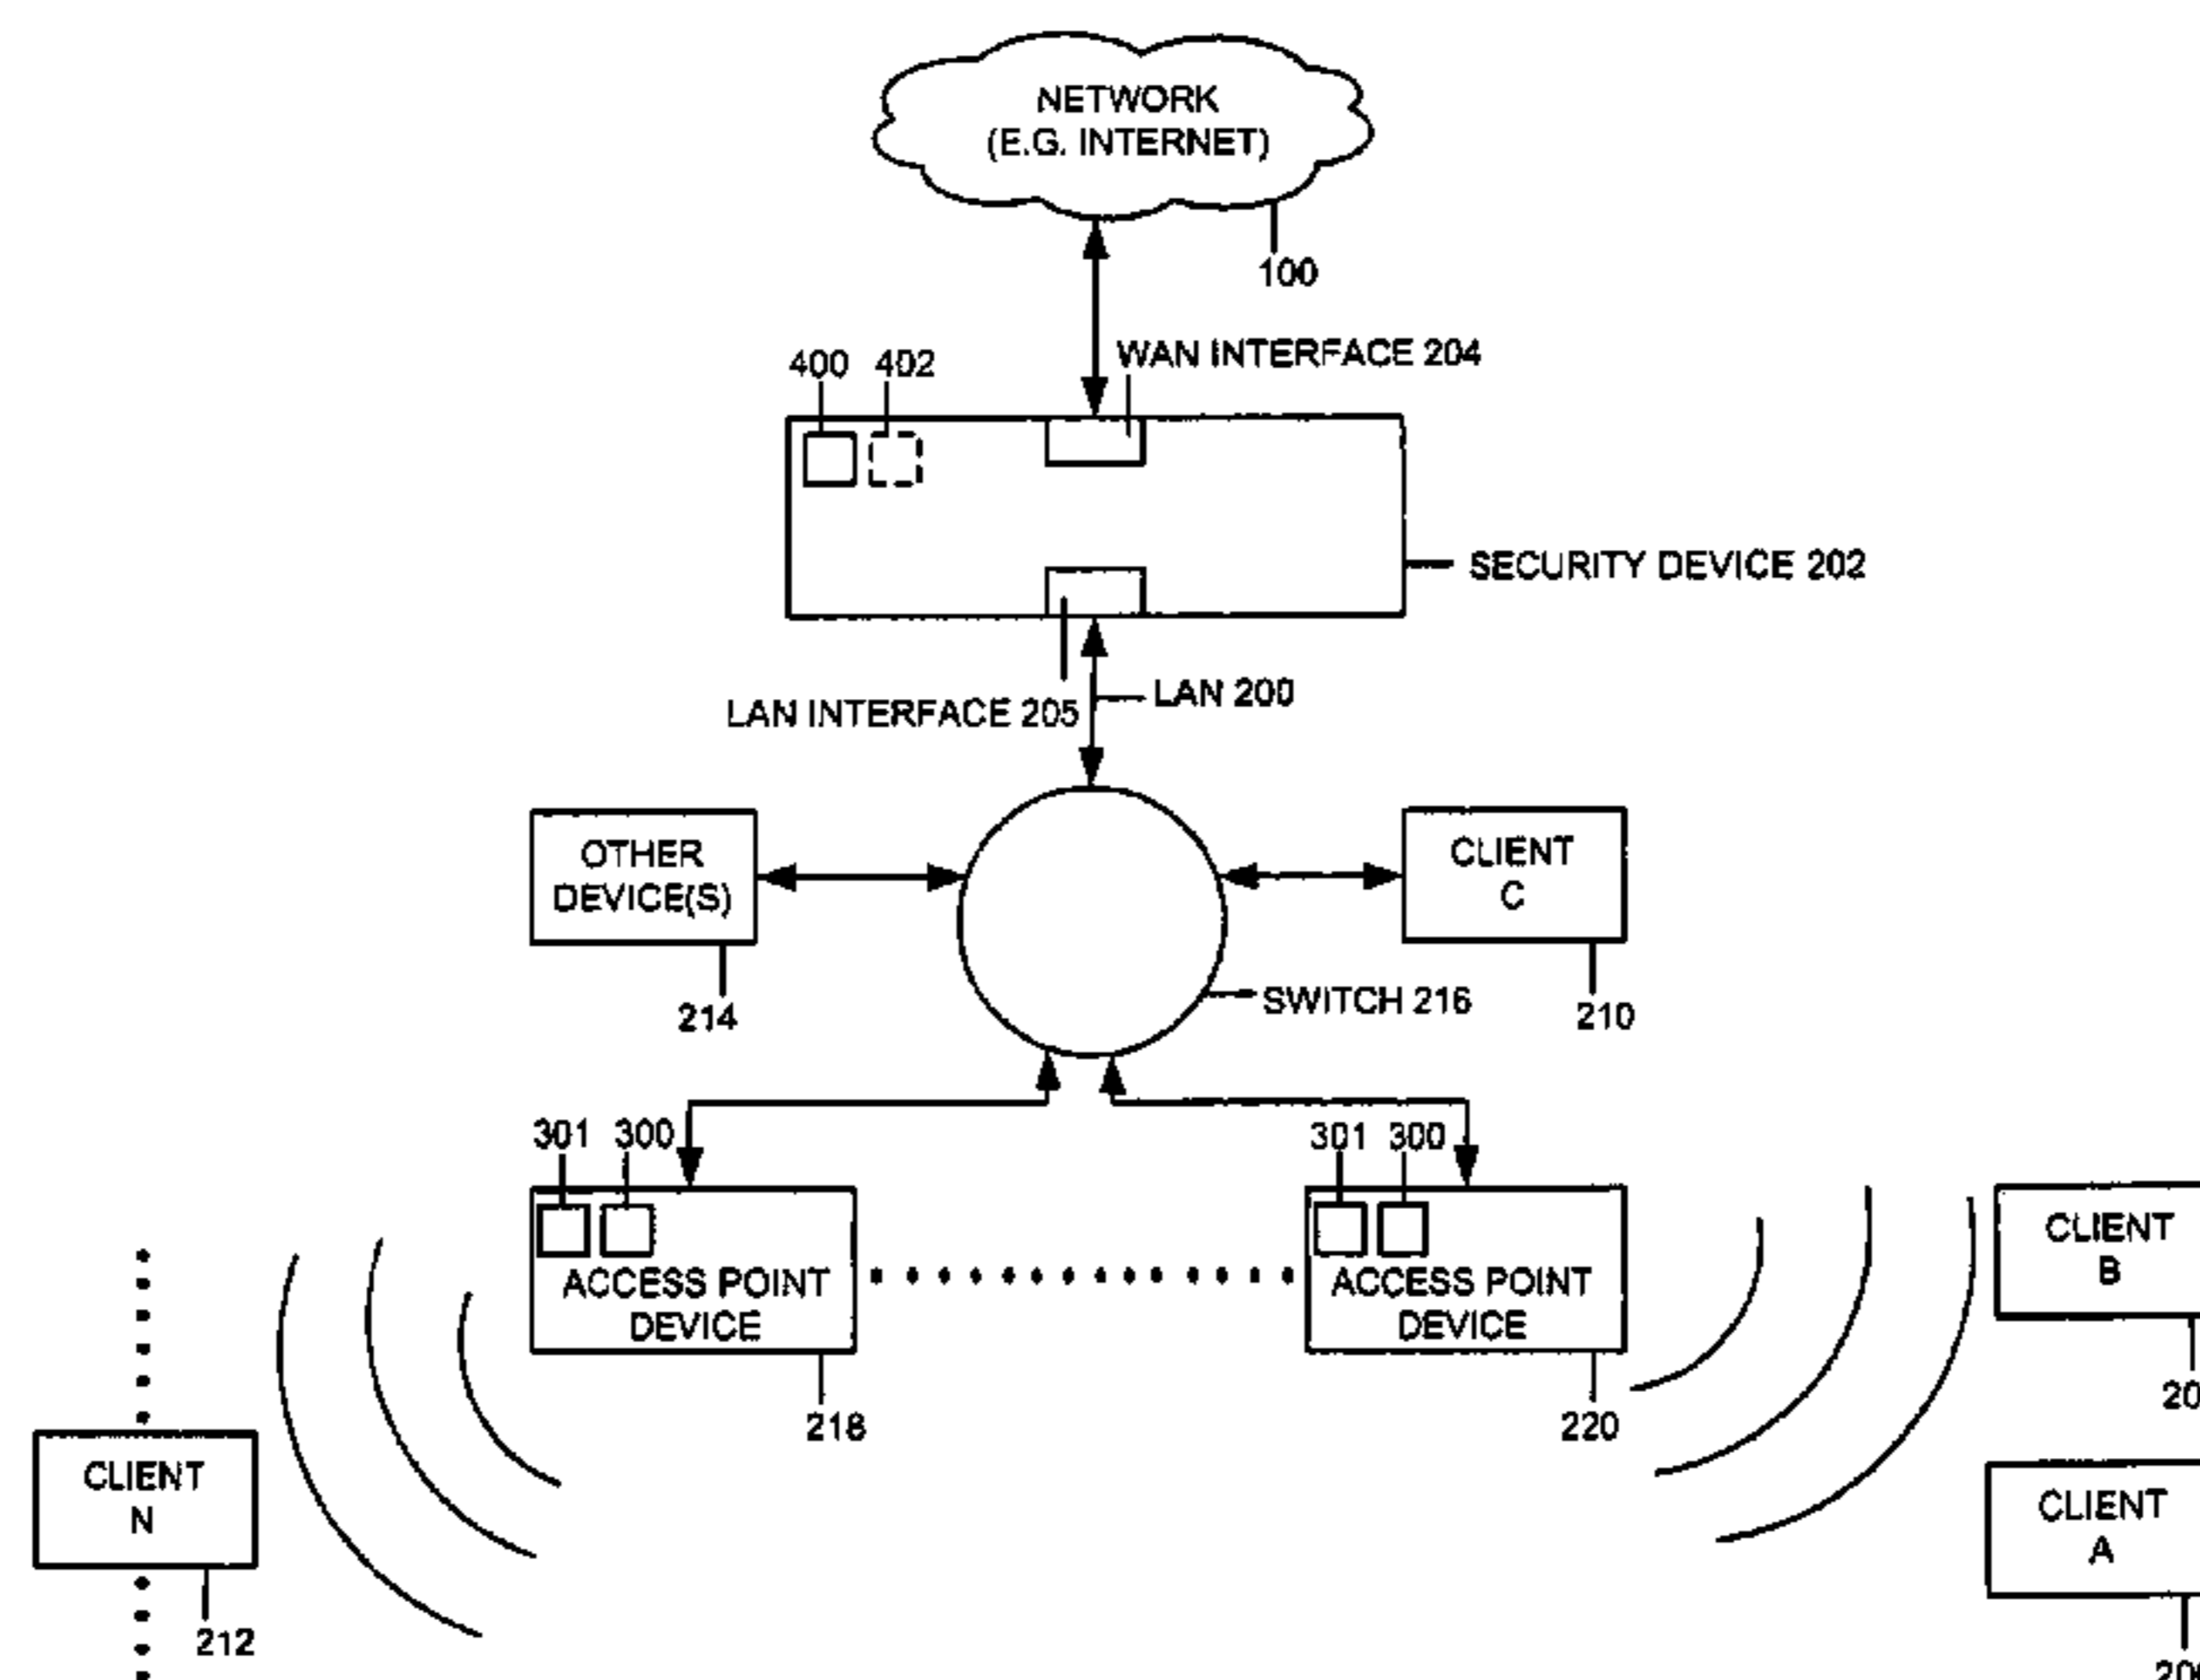 NETWORK
(E.G. INTERNET)
100
400 402 WAN INTERFACE 204
SECURITY DEVICE 202
LAN INTERFACE 205
LAN 200
OTHER
DEVICE(S)
214
CLIENT
C
210
SWITCH 216
301 300
ACCESS POINT
DEVICE
218
301 300
ACCESS POINT
DEVICE
220
CLIENT
B
CLIENT
N
212
CLIENT
A